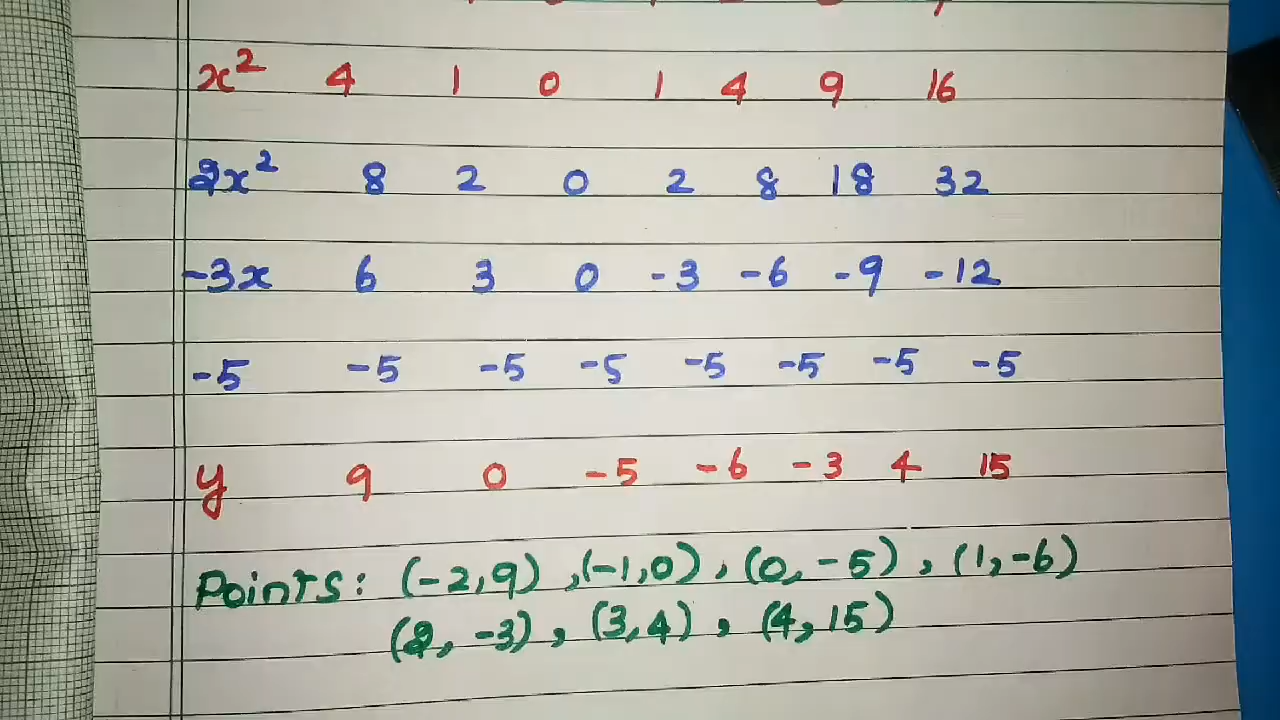 x² 4 1 0 1 4 9 16
2x² 8 2 0 2 8 18 32
-3x 6 3 0 -3 -6 -9 -12
-5 -5 -5 -5 -5 -5 -5 -5
y 9 0 -5 -6 -3 4 15
Points: (-2,9) ,(-1,0), (0,-5), (1,-6)
(2,-3), (3,4), (4,15)